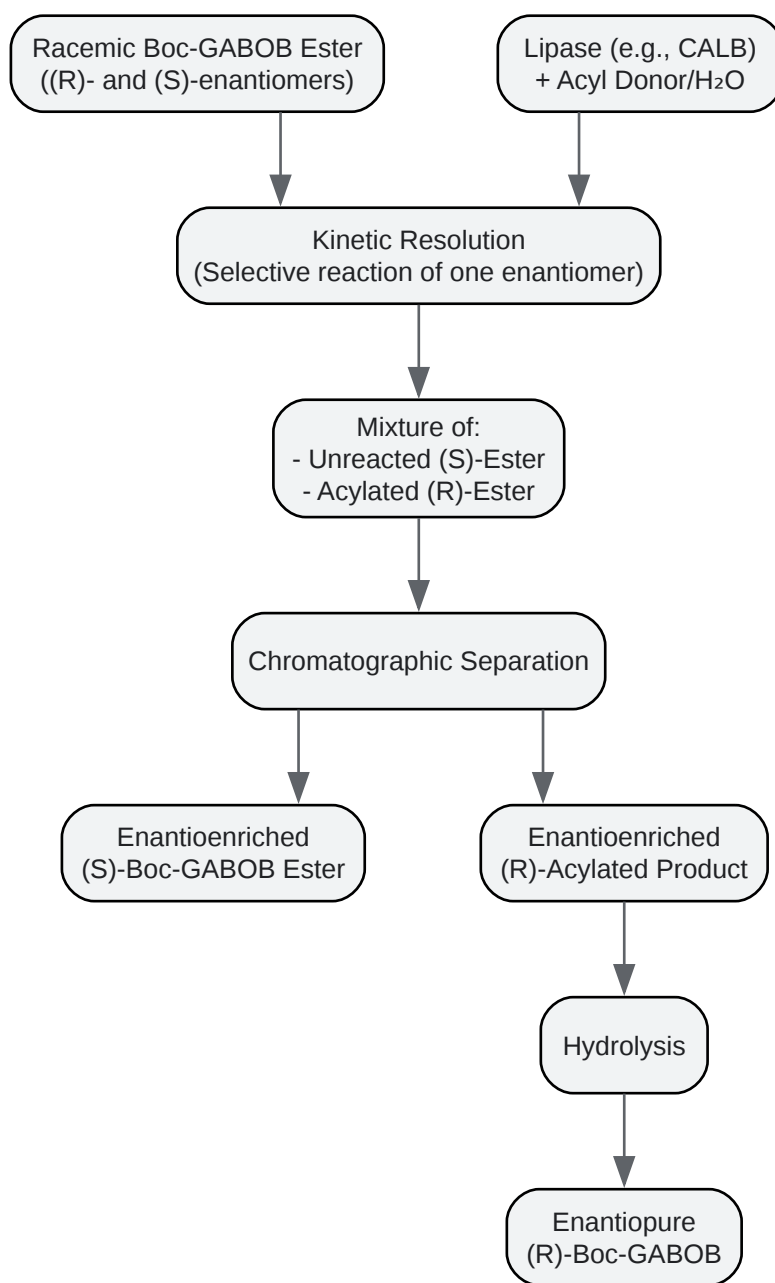 Racemic Boc-GABOB Ester
((R)- and (S)-enantiomers)
Lipase (e.g., CALB)
+ Acyl Donor/H₂O
Kinetic Resolution
(Selective reaction of one enantiomer)
Mixture of:
- Unreacted (S)-Ester
- Acylated (R)-Ester
Chromatographic Separation
Enantioenriched
(S)-Boc-GABOB Ester
Enantioenriched
(R)-Acylated Product
Hydrolysis
Enantiopure
(R)-Boc-GABOB